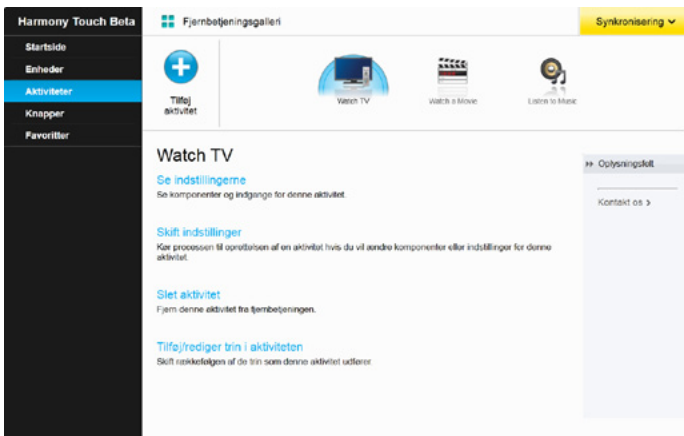 Harmony Touch Beta
Fjernbetjeningsgalleri
Synkronisering
Startside
Enheder
Aktiviteter
Knapper
Favoritter
Tilføj
aktivitet
Watch TV
Watch a Movie
Listen to Music
Watch TV
Se indstillingerne
Se komponenter og indgange for denne aktivitet.
Skift indstillinger
Kør processen til oprettelsen af en aktivitet hvis du vil ændre komponenter eller indstillinger for denne
aktivitet.
Slet aktivitet
Fjern denne aktivitet fra fjernbetjeningen.
Tilføj/rediger trin i aktiviteten
Skift rækkefølgen af de trin som denne aktivitet udfører.
Oplysningsfelt
Kontakt os >